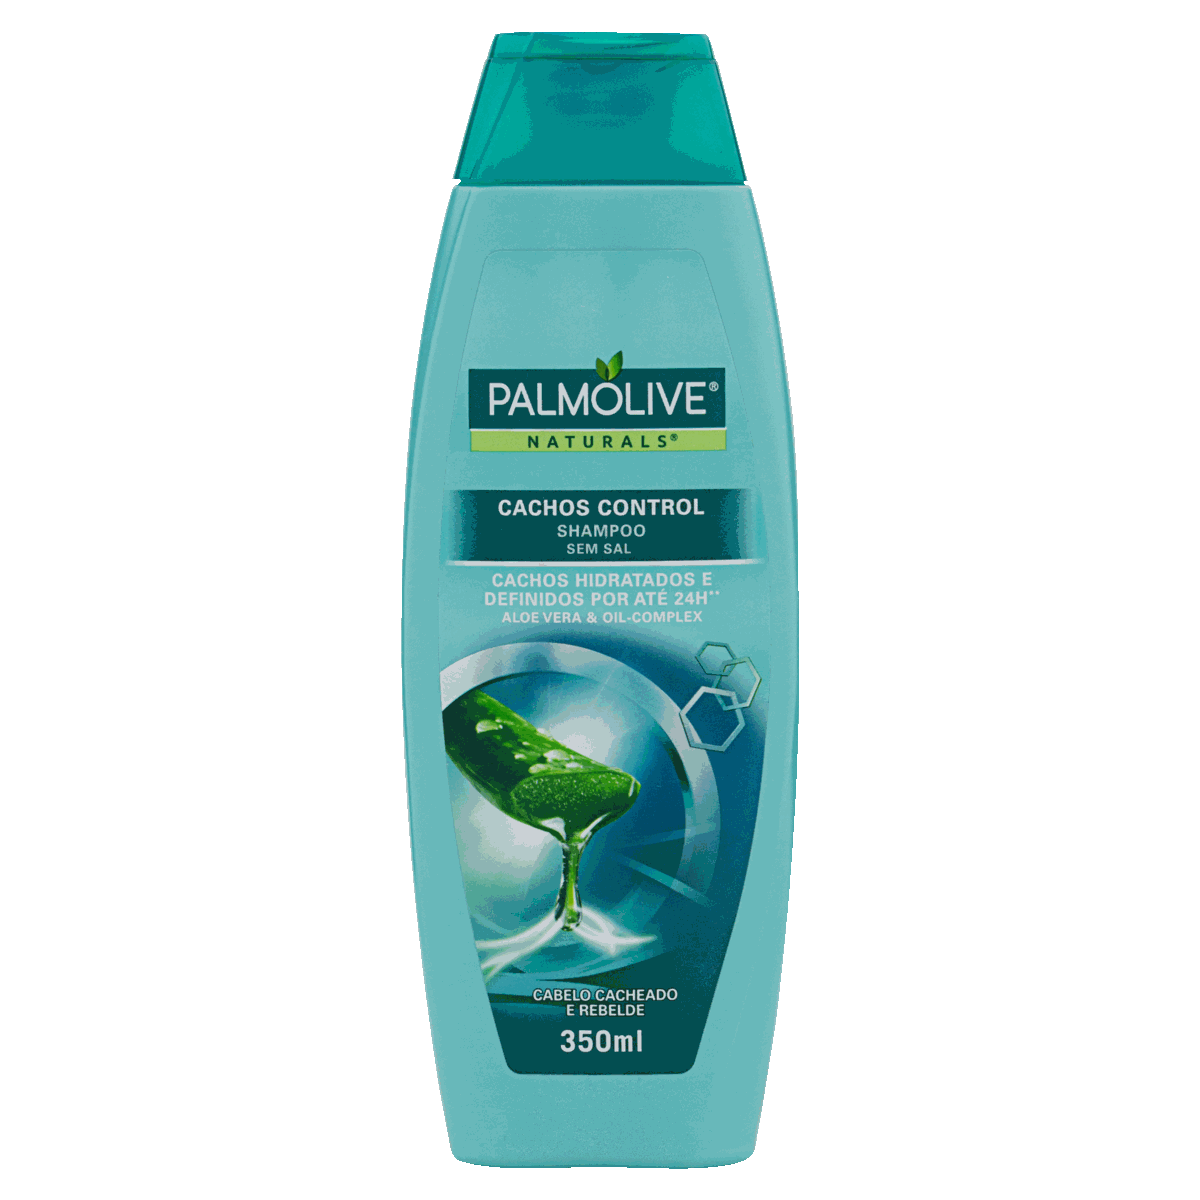 PALMOLIVE®
NATURALS®
CACHOS CONTROL
SHAMPOO
SEM SAL
CACHOS HIDRATADOS E
DEFINIDOS POR ATÉ 24H**
ALOE VERA & OIL-COMPLEX
CABELO CACHEADO
E REBELDE
350ml